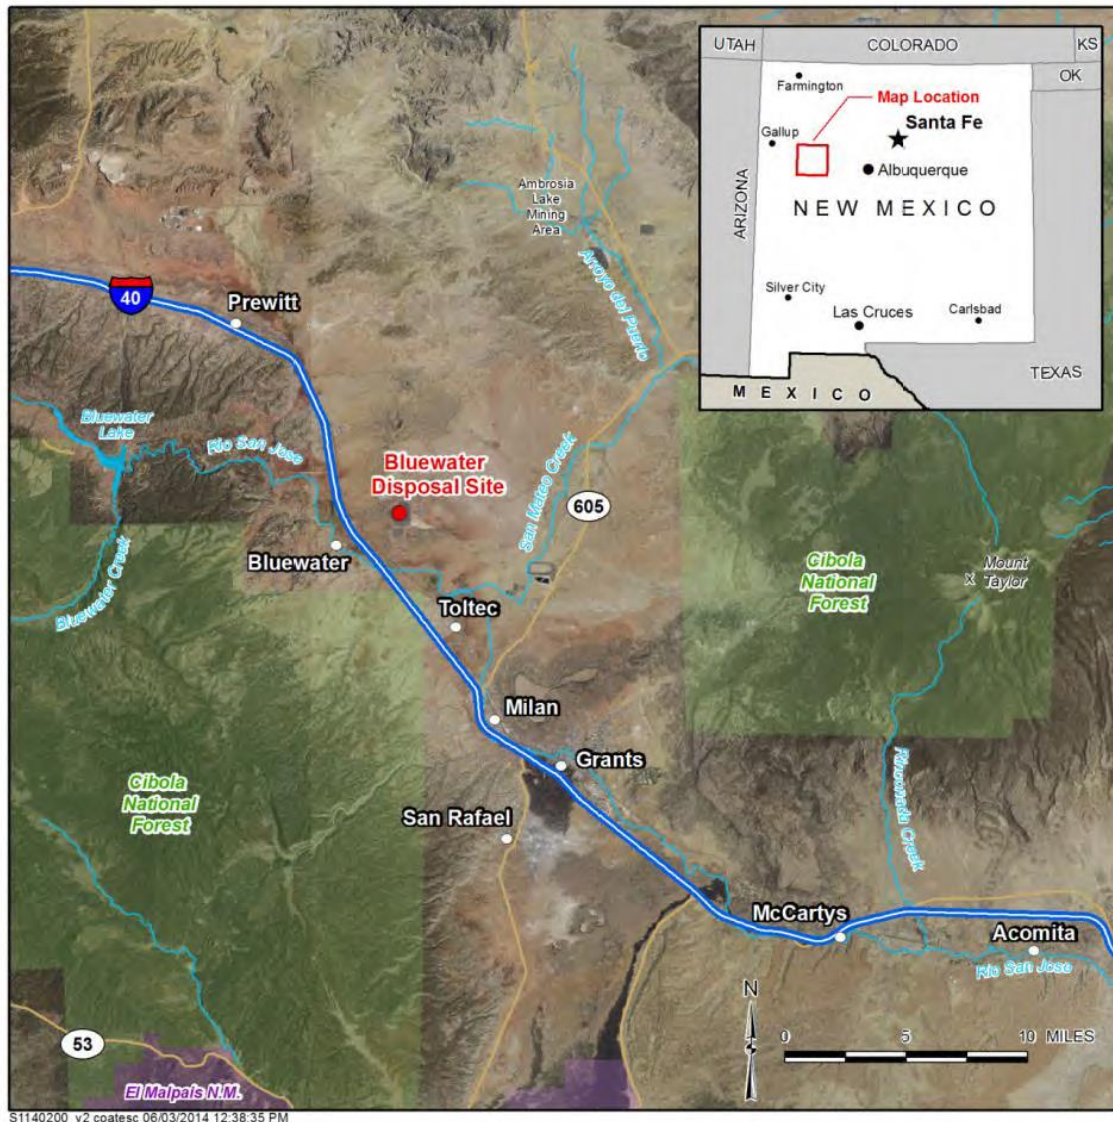 UTAH
COLORADO
KS
OK
Farmington
Map Location
Santa Fe
Gallup
Albuquerque
ARIZONA
NEW MEXICO
Silver City
Las Cruces
Carlsbad
TEXAS
MEXICO
Ambrosia
Lake
Mining
Area
Arroyo del Puerto
40
Prewitt
Bluewater
Lake
Rio San Jose
Bluewater
Disposal Site
San Mateo Creek
605
Bluewater
Bluewater Creek
Cibola
National
Forest
Mount
Taylor
x
Toltec
Milan
Grants
Rinconada Creek
Cibola
National
Forest
San Rafael
McCartys
Acomita
Rio San Jose
N
0 5 10 MILES
53
El Malpais N.M.
S1140200_v2 coatesc 06/03/2014 12:38:35 PM